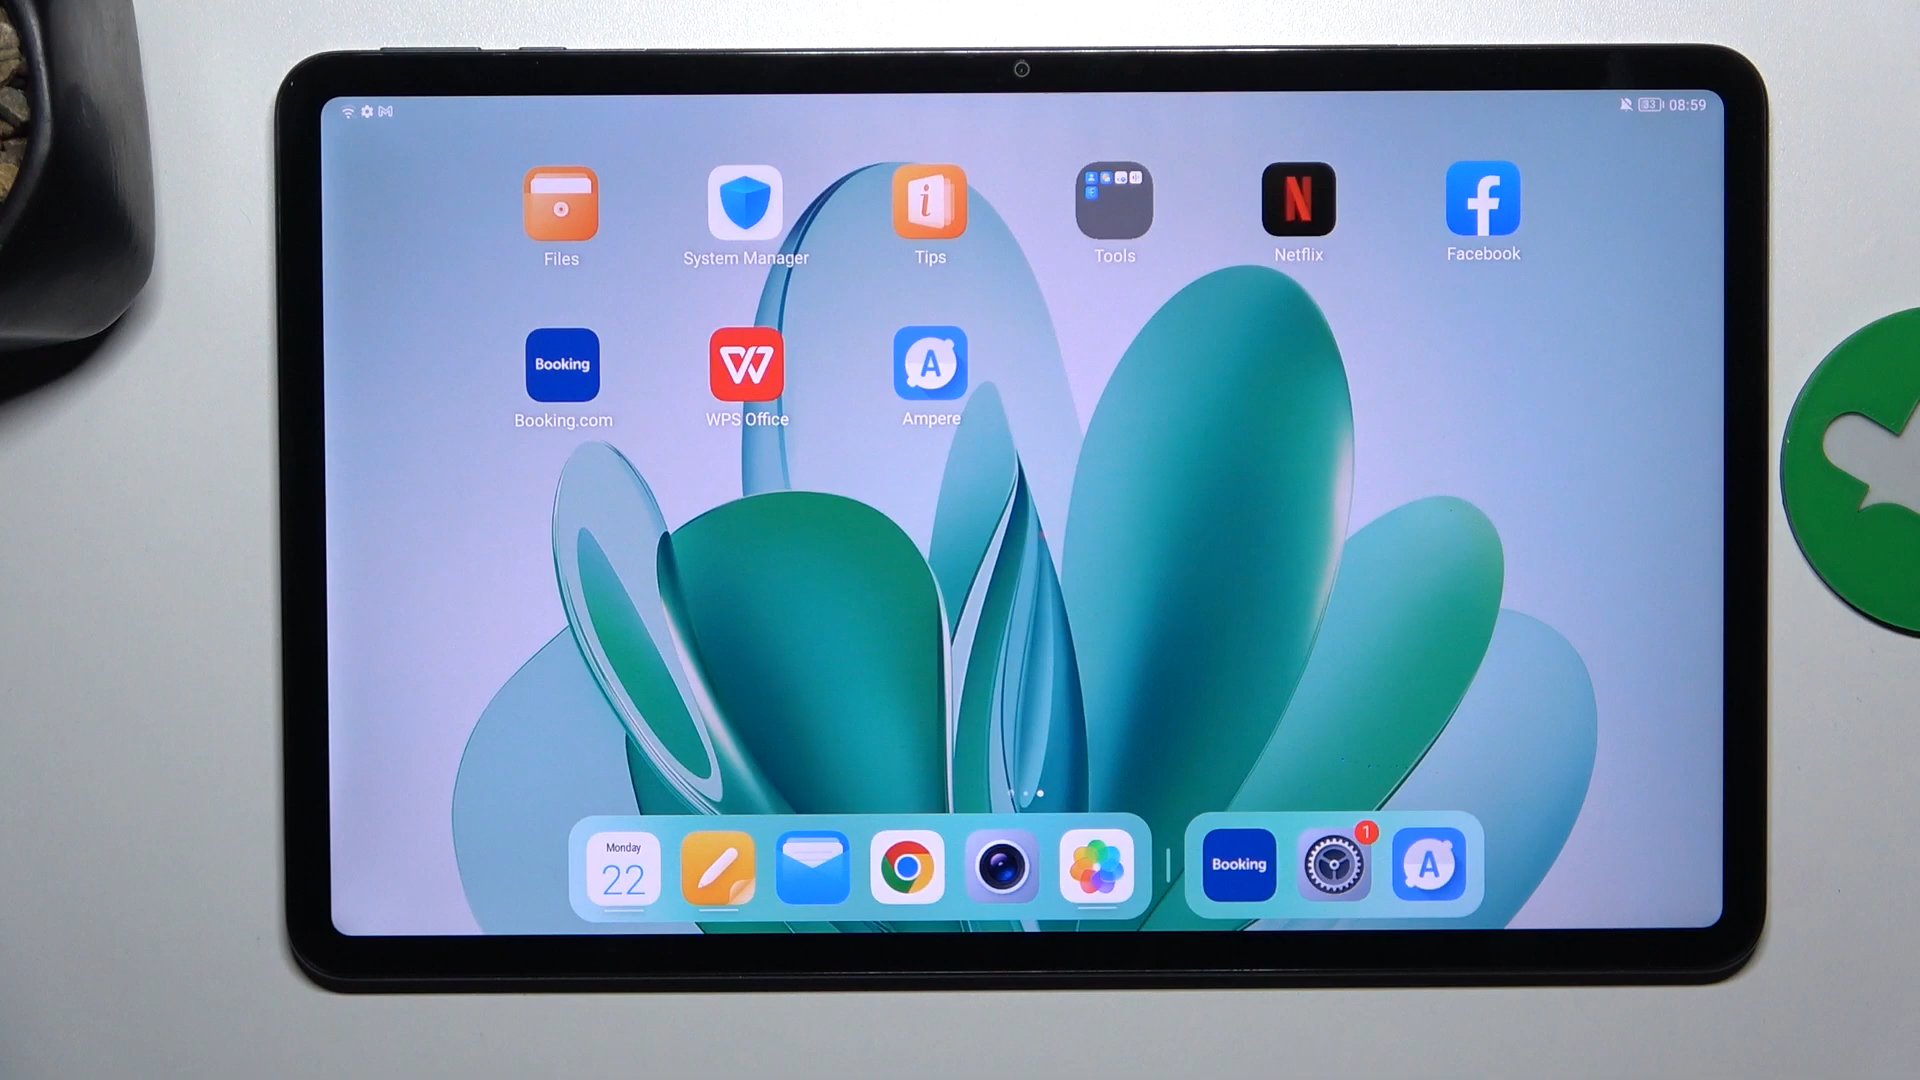 33 08:59
Files
System Manager
Tips
Tools
Netflix
Facebook
Booking
Booking.com
WPS Office
A
Ampere
Monday
22
Booking
1
A